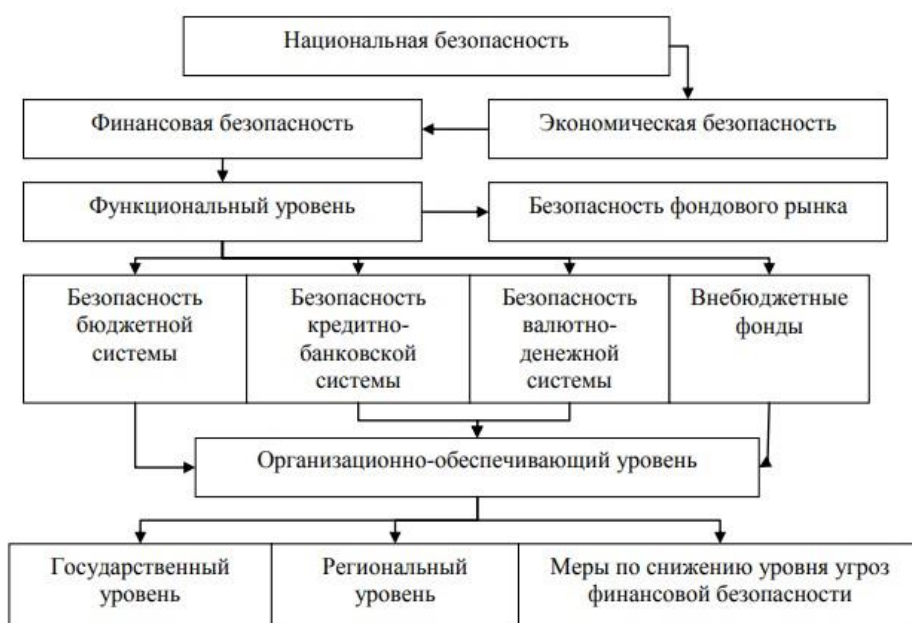 Национальная безопасность
Финансовая безопасность
Экономическая безопасность
Функциональный уровень
Безопасность фондового рынка
Безопасность
бюджетной
системы
Безопасность
кредитно-
банковской
системы
Безопасность
валютно-
денежной
системы
Внебюджетные
фонды
Организационно-обеспечивающий уровень
Государственный
уровень
Региональный
уровень
Меры по снижению уровня угроз
финансовой безопасности